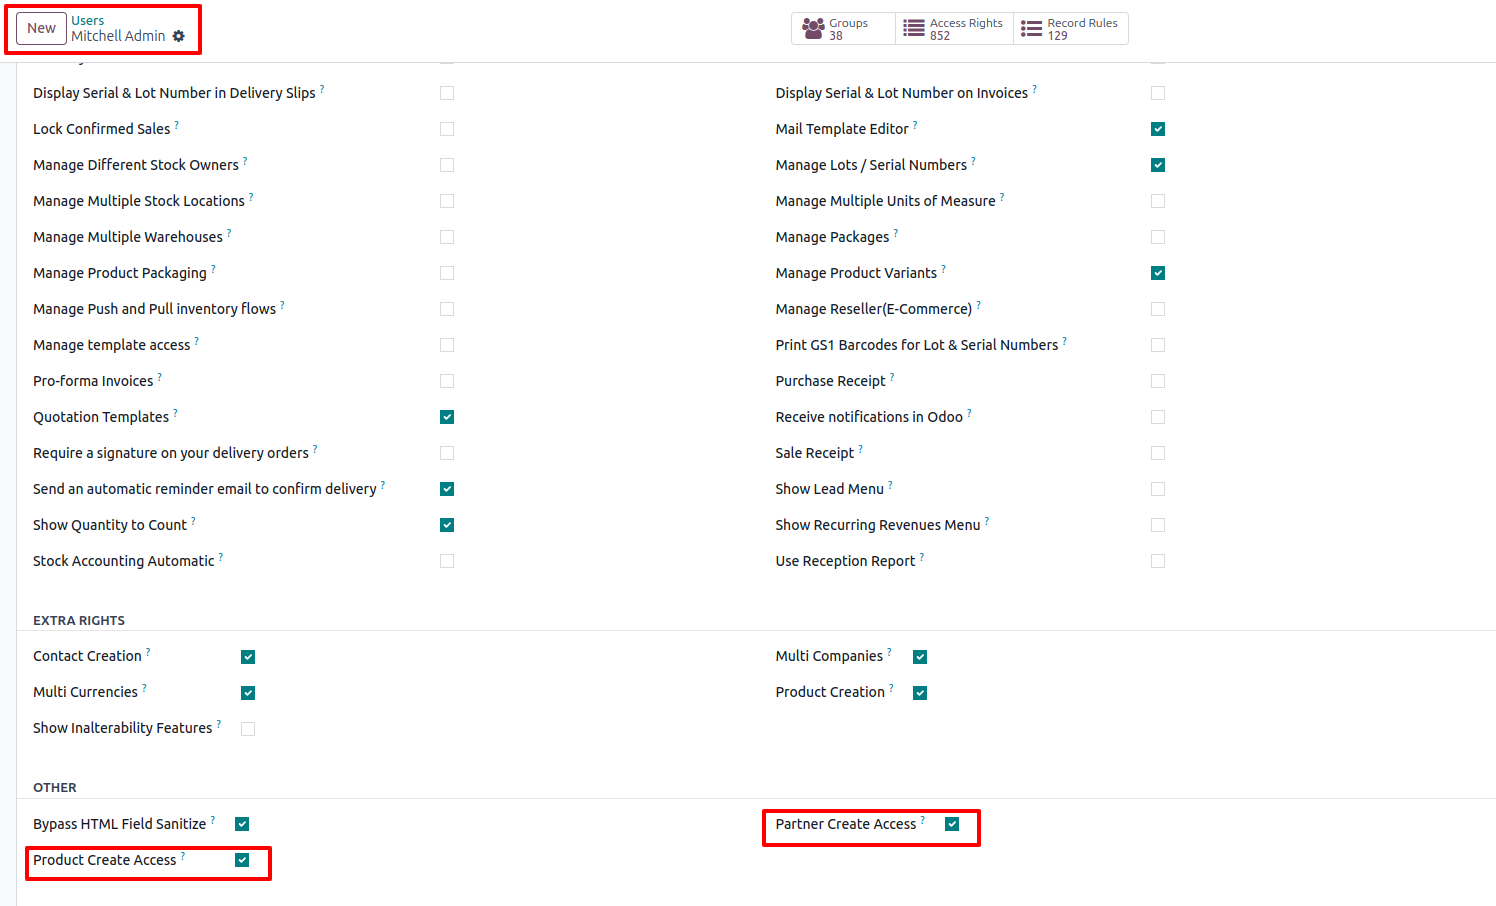 New
Users
Mitchell Admin
Groups
38
Access Rights
852
Record Rules
129
Display Serial & Lot Number in Delivery Slips ?
Display Serial & Lot Number on Invoices ?
Lock Confirmed Sales ?
Mail Template Editor ?
Manage Different Stock Owners ?
Manage Lots / Serial Numbers ?
Manage Multiple Stock Locations ?
Manage Multiple Units of Measure ?
Manage Multiple Warehouses ?
Manage Packages ?
Manage Product Packaging ?
Manage Product Variants ?
Manage Push and Pull inventory flows ?
Manage Reseller(E-Commerce) ?
Manage template access ?
Print GS1 Barcodes for Lot & Serial Numbers ?
Pro-forma Invoices ?
Purchase Receipt ?
Quotation Templates ?
Receive notifications in Odoo ?
Require a signature on your delivery orders ?
Sale Receipt ?
Send an automatic reminder email to confirm delivery ?
Show Lead Menu ?
Show Quantity to Count ?
Show Recurring Revenues Menu ?
Stock Accounting Automatic ?
Use Reception Report ?
EXTRA RIGHTS
Contact Creation ?
Multi Companies ?
Multi Currencies ?
Product Creation ?
Show Inalterability Features ?
OTHER
Bypass HTML Field Sanitize ?
Partner Create Access ?
Product Create Access ?